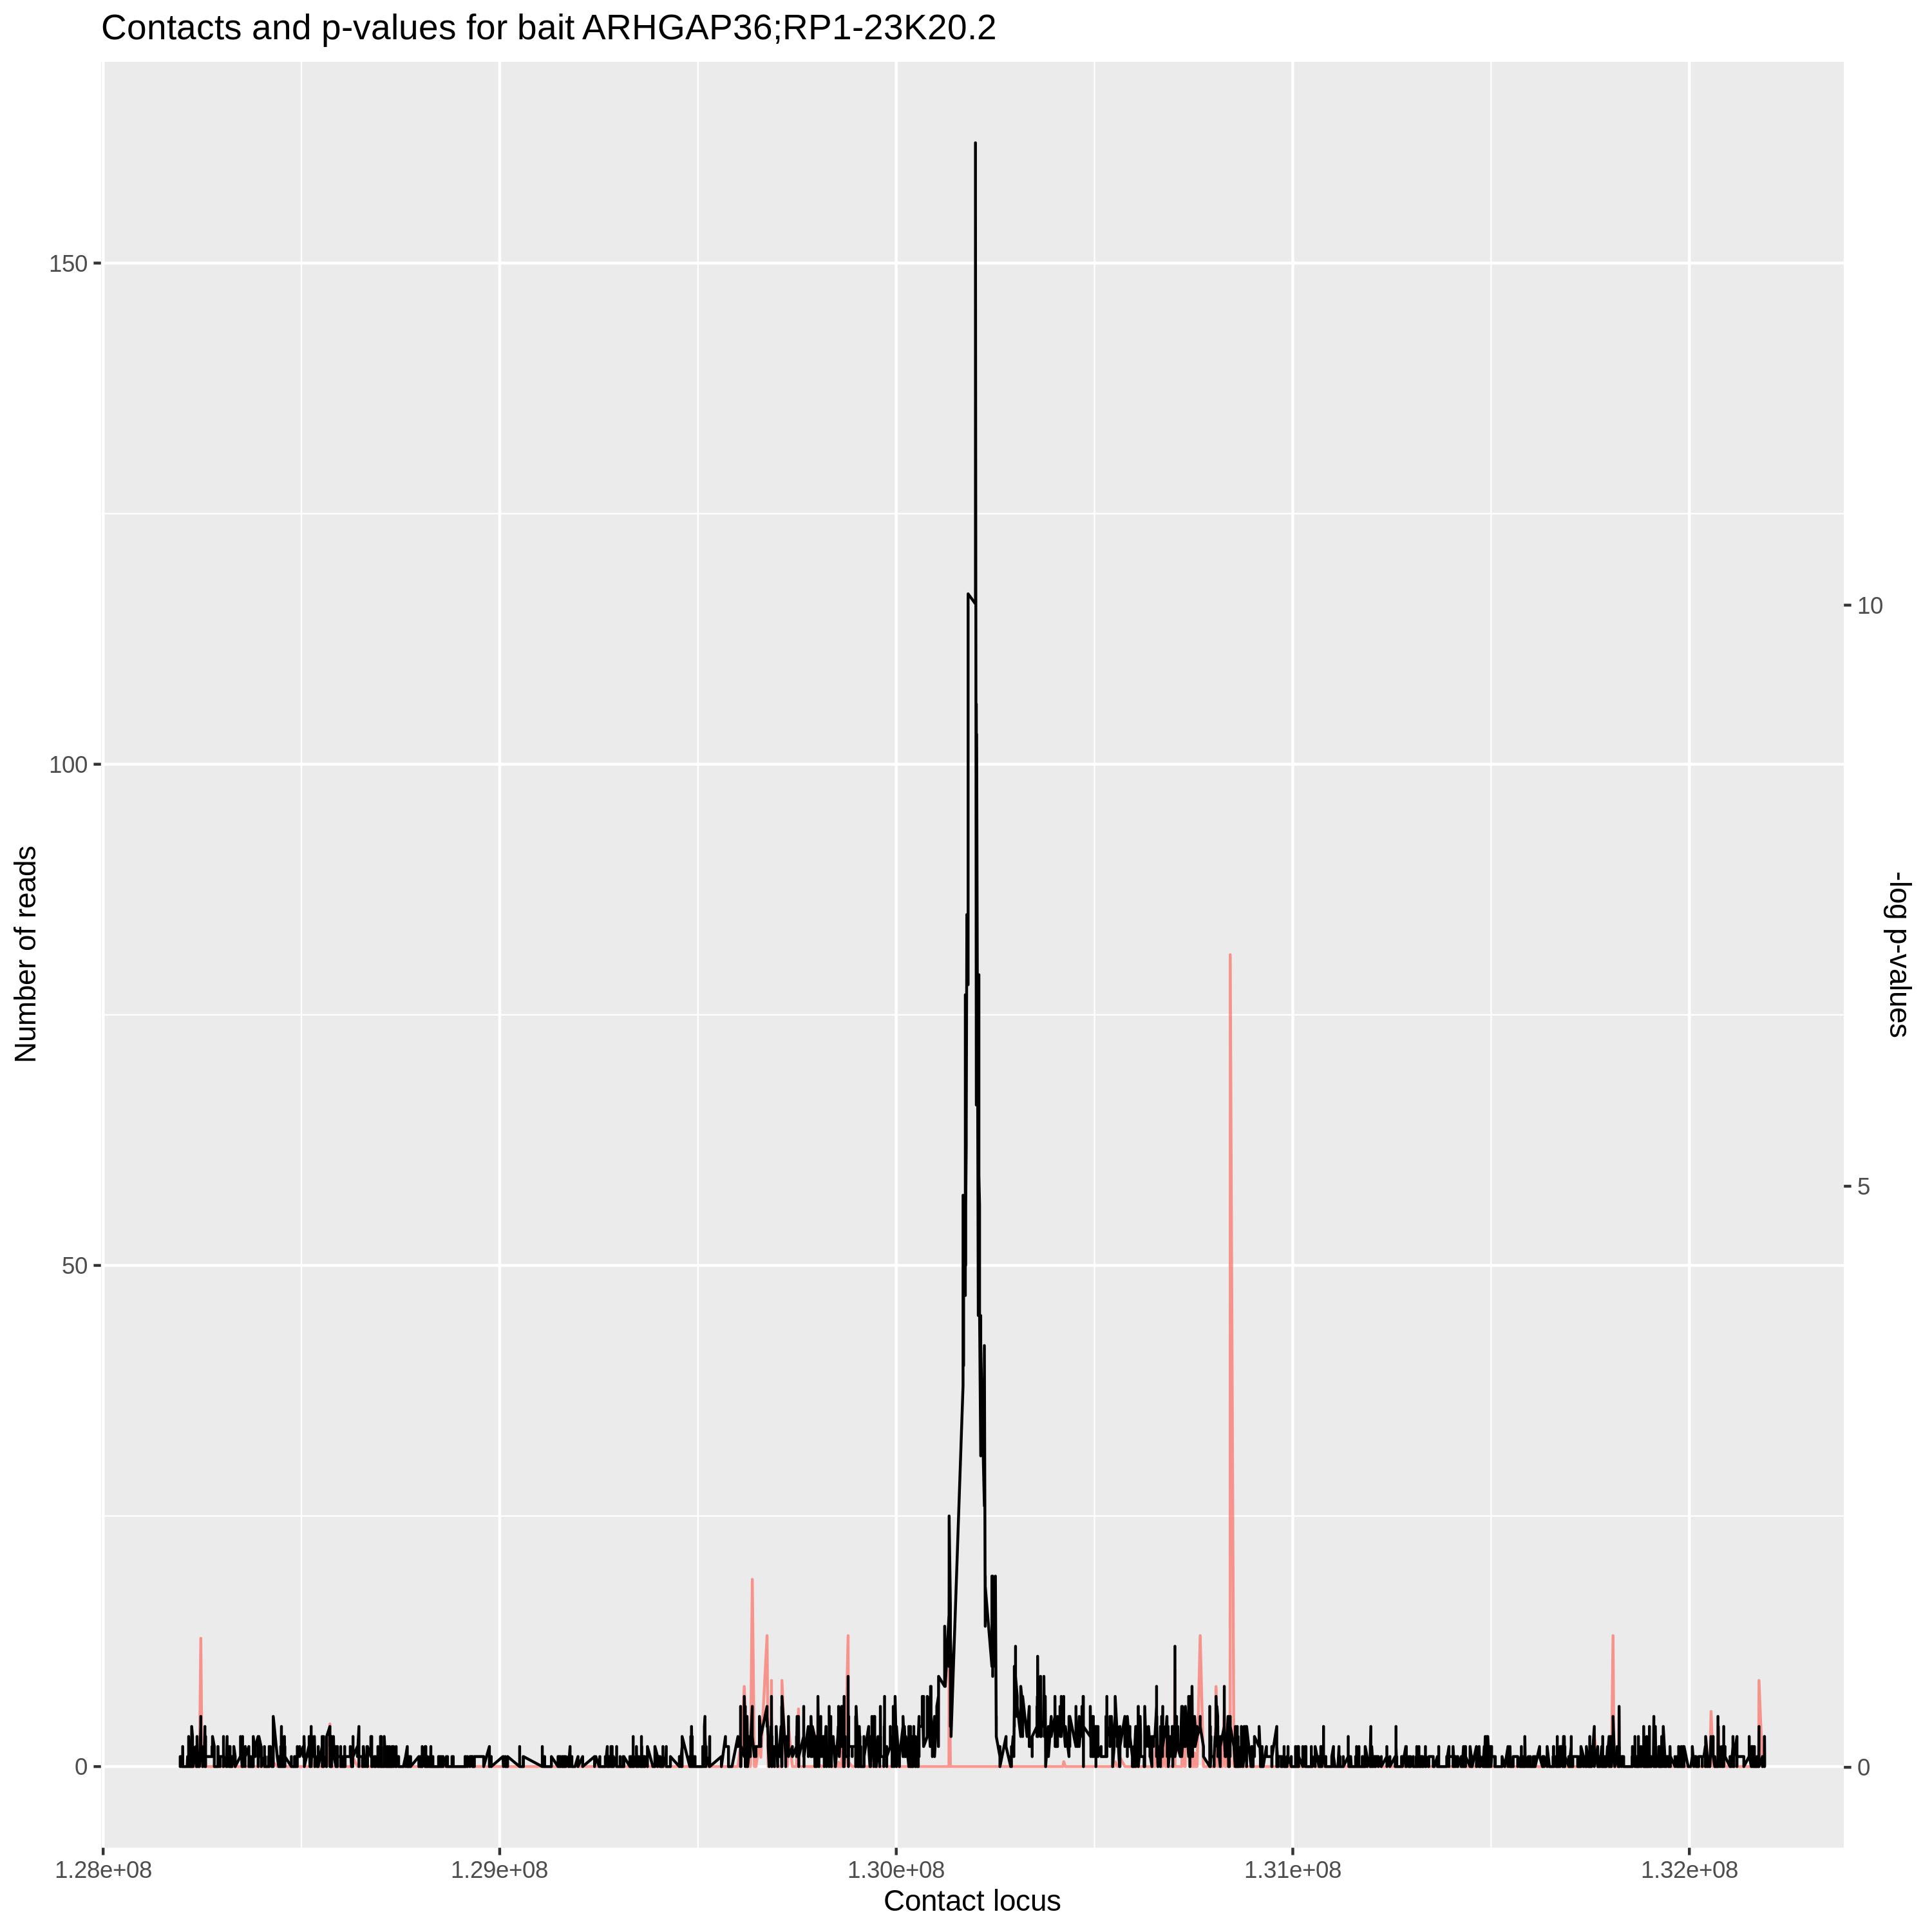 Contacts and p-values for bait ARHGAP36;RP1-23K20.2
150
100
50
0
Number of reads
10
5
0
-log p-values
1.28e+08
1.29e+08
1.30e+08
1.31e+08
1.32e+08
Contact locus